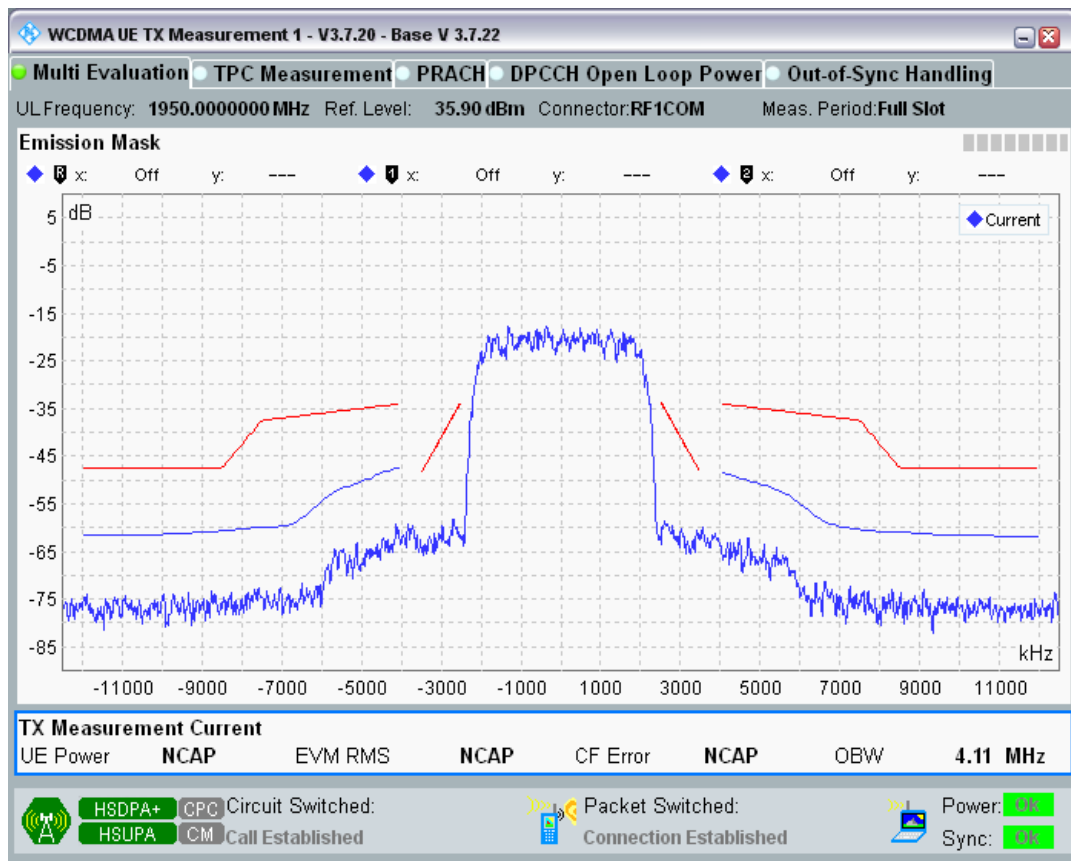 WCDMA UE TX Measurement 1 - V3.7.20 - Base V 3.7.22
Multi Evaluation TPC Measurement PRACH DPCCH Open Loop Power Out-of-Sync Handling
UL Frequency: 1950.0000000 MHz Ref. Level: 35.90 dBm Connector:RF1COM Meas. Period:Full Slot
Emission Mask
R x: Off y: --- 1 x: Off y: --- 2 x: Off y: ---
dB
Current
5
-5
-15
-25
-35
-45
-55
-65
-75
-85
kHz
-11000 -9000 -7000 -5000 -3000 -1000 1000 3000 5000 7000 9000 11000
TX Measurement Current
UE Power NCAP EVM RMS NCAP CF Error NCAP OBW 4.11 MHz
HSDPA+ CPC Circuit Switched: Packet Switched: Power: OK
HSUPA CM Call Established Connection Established Sync: OK